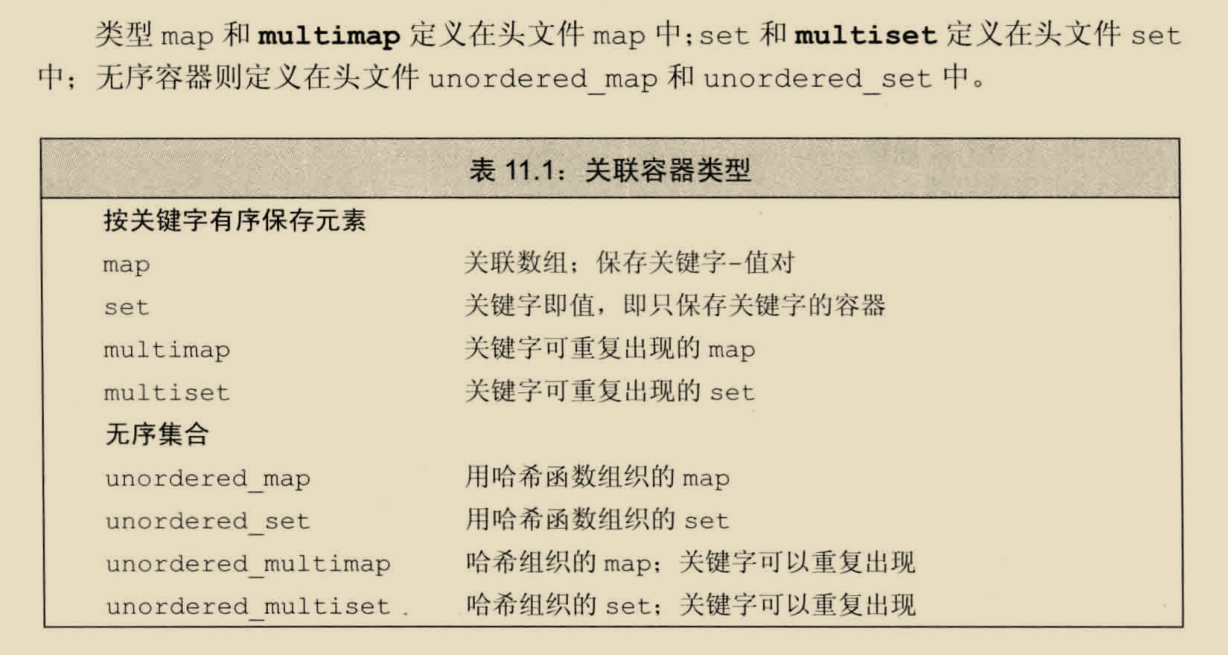 类型 map 和 multimap 定义在头文件 map 中;set 和 multiset 定义在头文件 set
中；无序容器则定义在头文件 unordered_map 和 unordered_set 中。
表 11.1：关联容器类型
按关键字有序保存元素
map 关联数组；保存关键字-值对
set 关键字即值，即只保存关键字的容器
multimap 关键字可重复出现的 map
multiset 关键字可重复出现的 set
无序集合
unordered_map 用哈希函数组织的 map
unordered_set 用哈希函数组织的 set
unordered_multimap 哈希组织的 map；关键字可以重复出现
unordered_multiset 哈希组织的 set；关键字可以重复出现